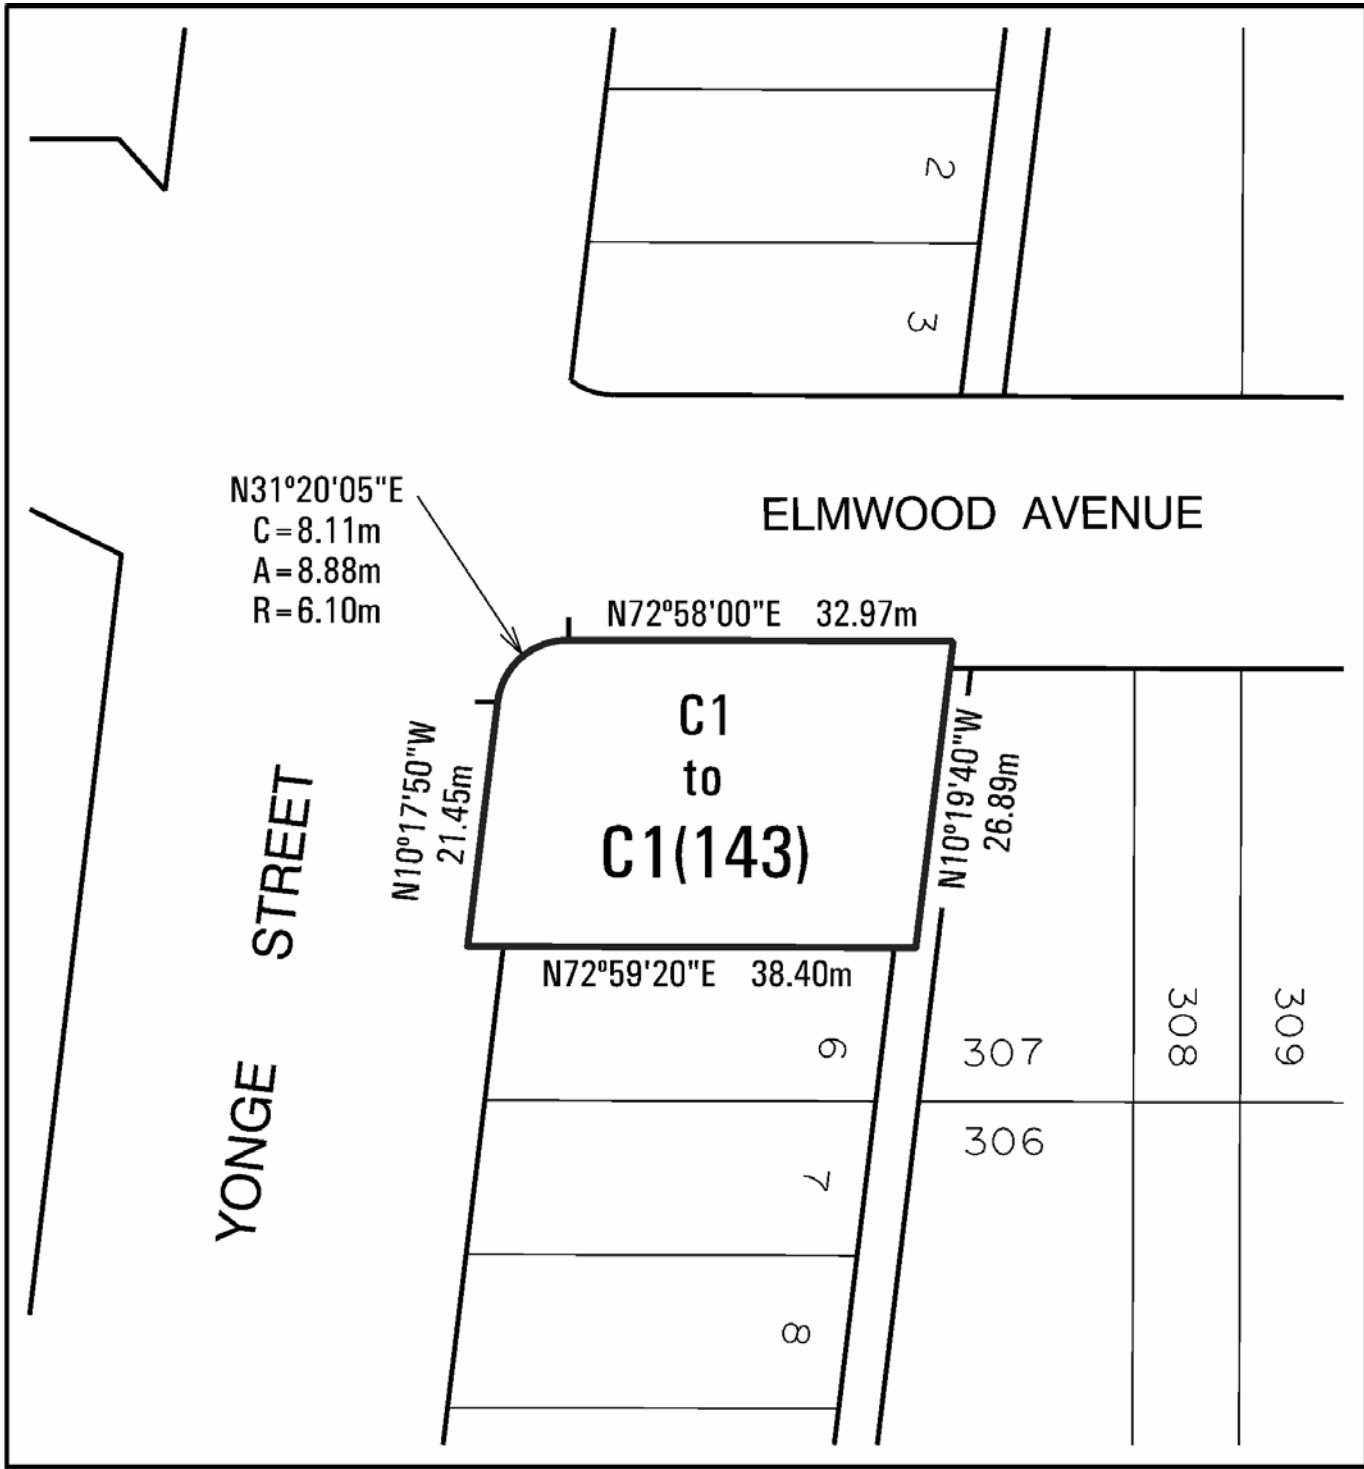 2
3
N31º20'05"E
C=8.11m
A=8.88m
R=6.10m
ELMWOOD AVENUE
N72º58'00"E 32.97m
C1
to
C1(143)
N10º17'50"W
21.45m
N10º19'40"W
26.89m
YONGE STREET
N72º59'20"E 38.40m
6
307
308
309
306
7
8